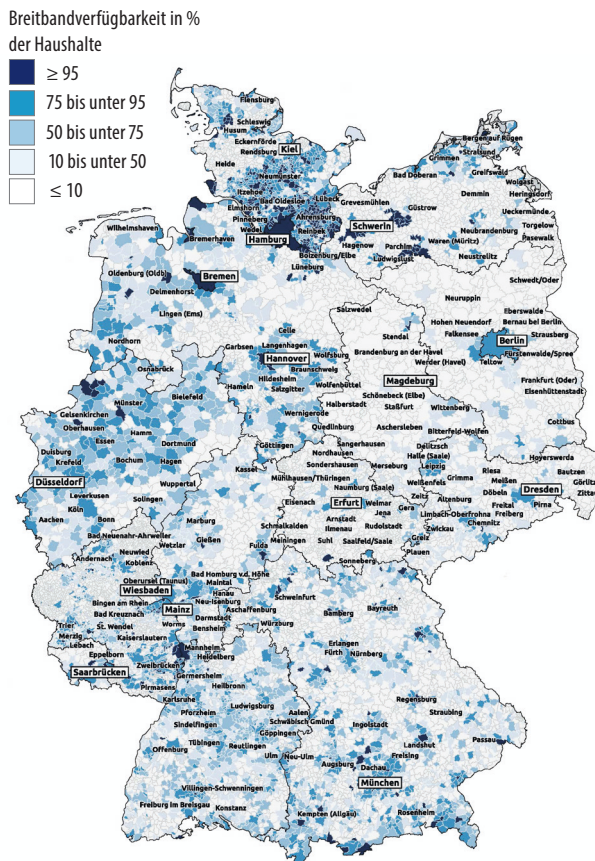 Breitbandverfügbarkeit in %
der Haushalte
≥ 95
75 bis unter 95
50 bis unter 75
10 bis unter 50
≤ 10
Flensburg
Schleswig
Husum
Eckernförde
Rendsburg
Kiel
Heide
Neumünster
Itzehoe
Bad Oldesloe
Lübeck
Elmshorn
Ahrensburg
Pinneberg
Wedel
Reinbek
Hamburg
Bergen auf Rügen
Stralsund
Grimmen
Bad Doberan
Greifswald
Wolgast
Grevesmühlen
Demmin
Heringsdorf
Güstrow
Ueckermünde
Schwerin
Torgelow
Neubrandenburg
Pasewalk
Hagenow
Parchim
Waren (Müritz)
Ludwigslust
Neustrelitz
Boizenburg/Elbe
Lüneburg
Wilhelmshaven
Bremerhaven
Oldenburg (Oldb)
Bremen
Delmenhorst
Lingen (Ems)
Nordhorn
Osnabrück
Schwedt/Oder
Neuruppin
Salzwedel
Eberswalde
Hohen Neuendorf
Bernau bei Berlin
Stendal
Falkensee
Strausberg
Berlin
Brandenburg an der Havel
Fürstenwalde/Spree
Werder (Havel)
Teltow
Celle
Garbsen
Langenhagen
Hannover
Wolfsburg
Braunschweig
Hameln
Hildesheim
Salzgitter
Wolfenbüttel
Magdeburg
Frankfurt (Oder)
Schönebeck (Elbe)
Eisenhüttenstadt
Halberstadt
Staßfurt
Wernigerode
Wittenberg
Aschersleben
Bitterfeld-Wolfen
Cottbus
Quedlinburg
Münster
Bielefeld
Gelsenkirchen
Oberhausen
Hamm
Essen
Dortmund
Duisburg
Bochum
Hagen
Krefeld
Düsseldorf
Wuppertal
Leverkusen
Solingen
Köln
Aachen
Bonn
Göttingen
Kassel
Sangerhausen
Nordhausen
Sondershausen
Merseburg
Delitzsch
Halle (Saale)
Leipzig
Hoyerswerda
Mühlhausen/Thüringen
Naumburg (Saale)
Weißenfels
Grimma
Riesa
Meißen
Bautzen
Görlitz
Zittau
Eisenach
Erfurt
Weimar
Jena
Zeitz
Altenburg
Döbeln
Dresden
Gera
Limbach-Oberfrohna
Freital
Pirna
Freiberg
Arnstadt
Ilmenau
Rudolstadt
Zwickau
Chemnitz
Schmalkalden
Greiz
Meiningen
Suhl
Saalfeld/Saale
Plauen
Sonneberg
Marburg
Bad Neuenahr-Ahrweiler
Wetzlar
Gießen
Neuwied
Andernach
Koblenz
Fulda
Oberursel (Taunus)
Bad Homburg v.d. Höhe
Maintal
Wiesbaden
Hanau
Neu-Isenburg
Bingen am Rhein
Mainz
Aschaffenburg
Bad Kreuznach
Darmstadt
Trier
St. Wendel
Worms
Bensheim
Merzig
Kaiserslautern
Lebach
Mannheim
Eppelborn
Heidelberg
Zweibrücken
Saarbrücken
Germersheim
Pirmasens
Heilbronn
Karlsruhe
Schweinfurt
Bayreuth
Bamberg
Würzburg
Erlangen
Fürth
Nürnberg
Pforzheim
Ludwigsburg
Aalen
Schwäbisch Gmünd
Sindelfingen
Göppingen
Offenburg
Tübingen
Reutlingen
Ulm
Neu-Ulm
Villingen-Schwenningen
Freiburg im Breisgau
Konstanz
Regensburg
Straubing
Ingolstadt
Passau
Landshut
Freising
Augsburg
Dachau
München
Kempten (Allgäu)
Rosenheim